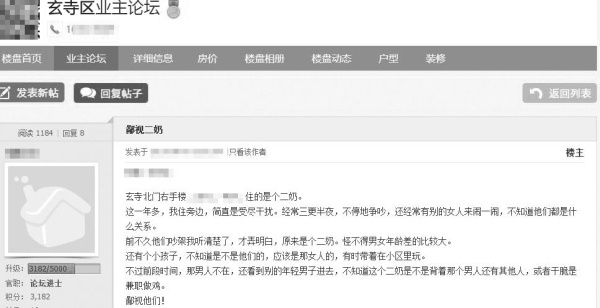 玄寺区业主论坛
楼盘首页 业主论坛 详细信息 房价 楼盘相册 楼盘动态 户型 装修
发表新帖 回复帖子 返回列表
阅读 1184 | 回复 8
鄙视二奶
发表于 只看该作者 楼主
玄寺北门右手楼 住的是个二奶。
这一年多，我住旁边，简直是受尽干扰。经常三更半夜，不停地争吵，还经常有别的女人来闹一闹，不知道他们都是什
么关系。
前不久他们吵架我听清楚了，才弄明白，原来是个二奶。怪不得男女年龄差的比较大。
还有个小孩子，不知道是不是他们的，应该是那女人的，有时带着在小区里玩。
不过前段时间，那男人不在，还看到别的年轻男子进去，不知道这个二奶是不是背着那个男人还有其他人，或者干脆是
兼职做鸡。
鄙视他们！
升级: 3182/5000
官职: 论坛进士
积分: 3,182